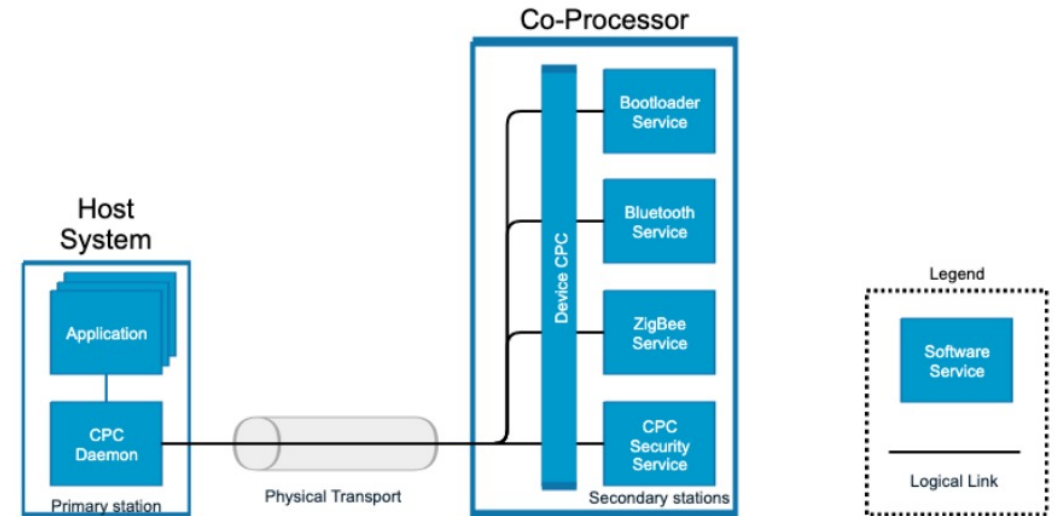 Co-Processor
Bootloader
Service
Bluetooth
Service
Device CPC
ZigBee
Service
CPC
Security
Service
Secondary stations
Host
System
Application
CPC
Daemon
Primary station
Physical Transport
Legend
Software
Service
Logical Link